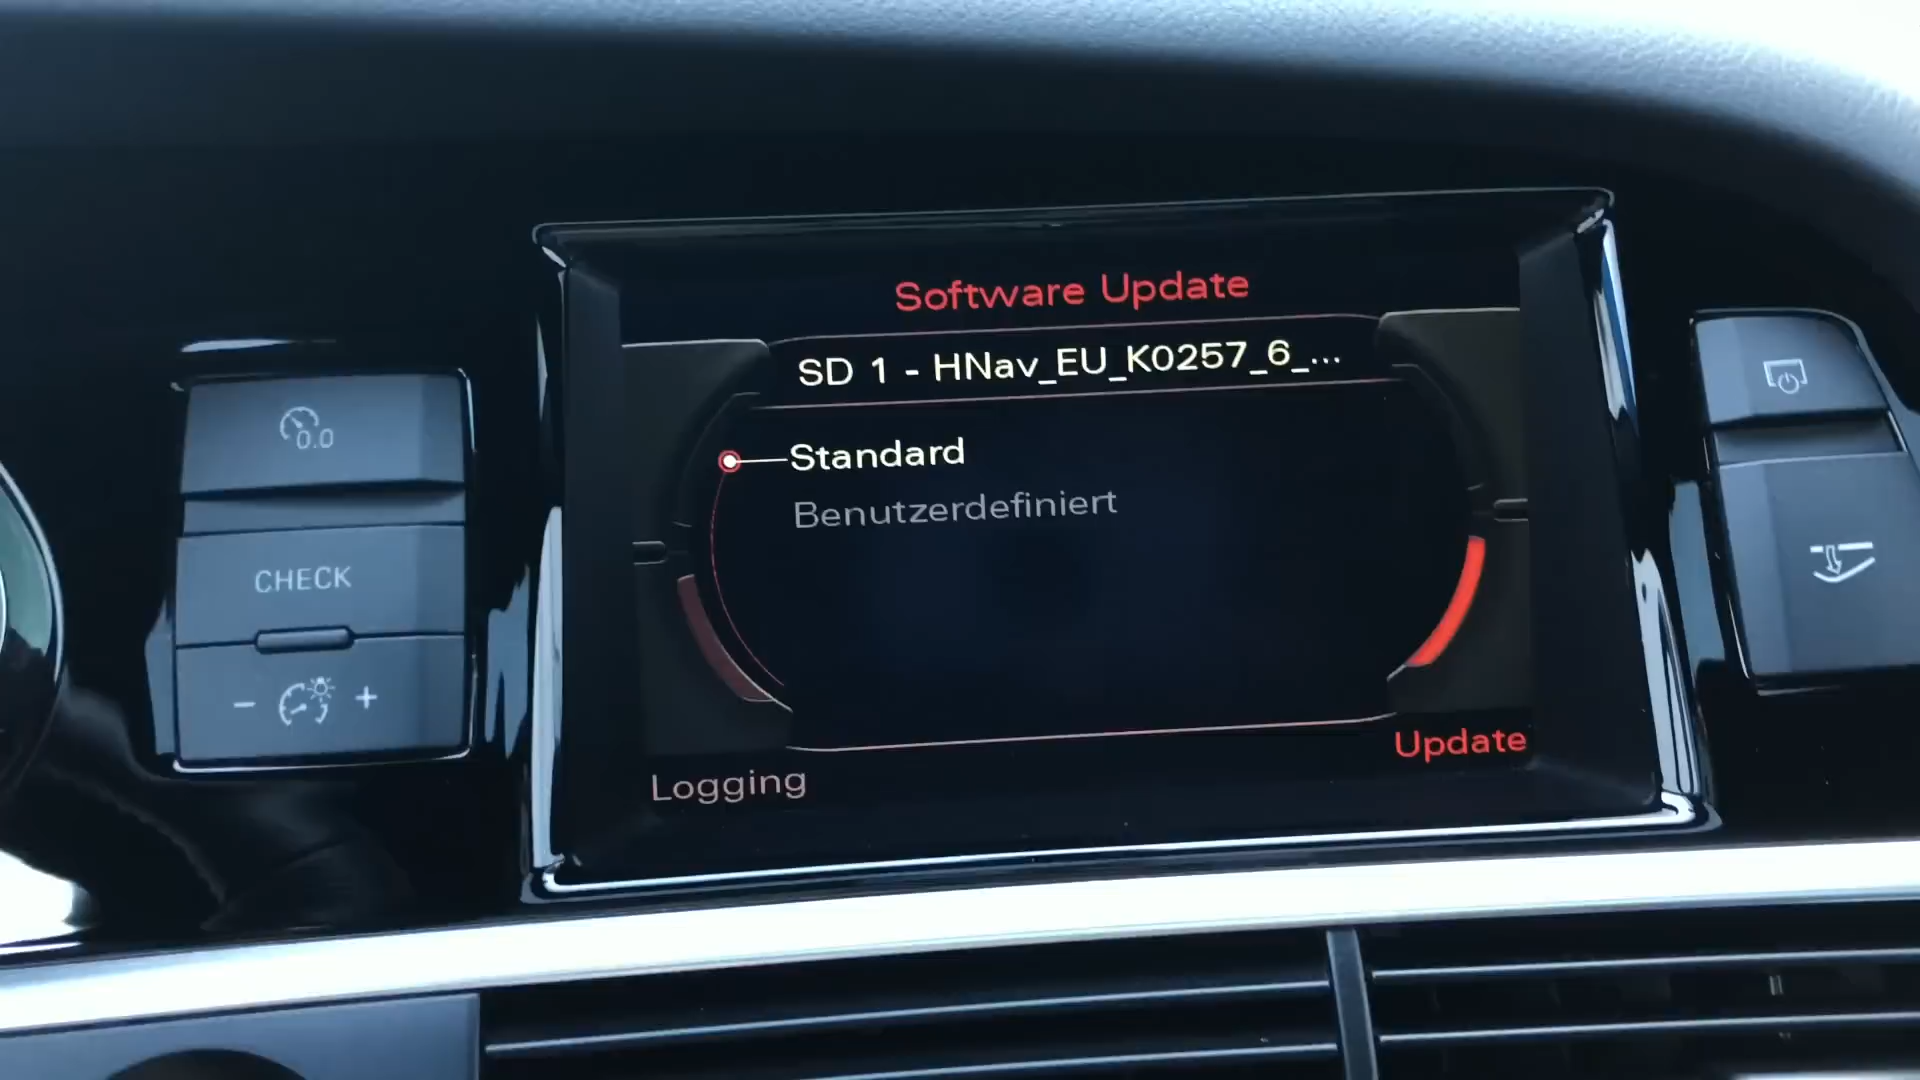 Software Update
SD 1 - HNav_EU_K0257_6_...
0.0
Standard
Benutzerdefiniert
CHECK
- +
Update
Logging